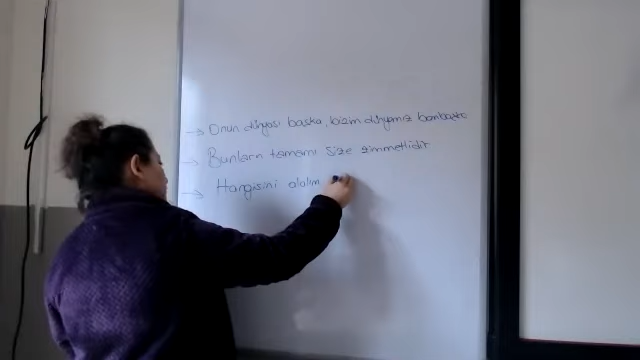 → Onun dünyası başka, bizim dünyamız bambaşka
→ Bunların tamamı size zimmetlidir
→ Hangisini alalım